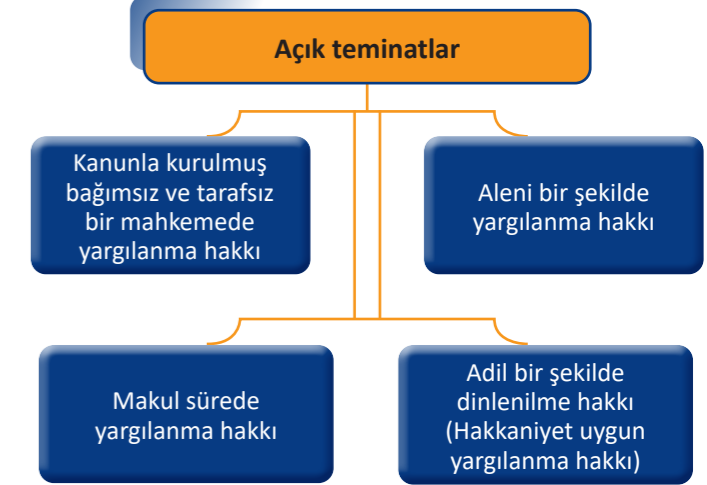 Açık teminatlar
Kanunla kurulmuş
bağımsız ve tarafsız
bir mahkemede
yargılanma hakkı
Aleni bir şekilde
yargılanma hakkı
Makul sürede
yargılanma hakkı
Adil bir şekilde
dinlenilme hakkı
(Hakkaniyet uygun
yargılanma hakkı)